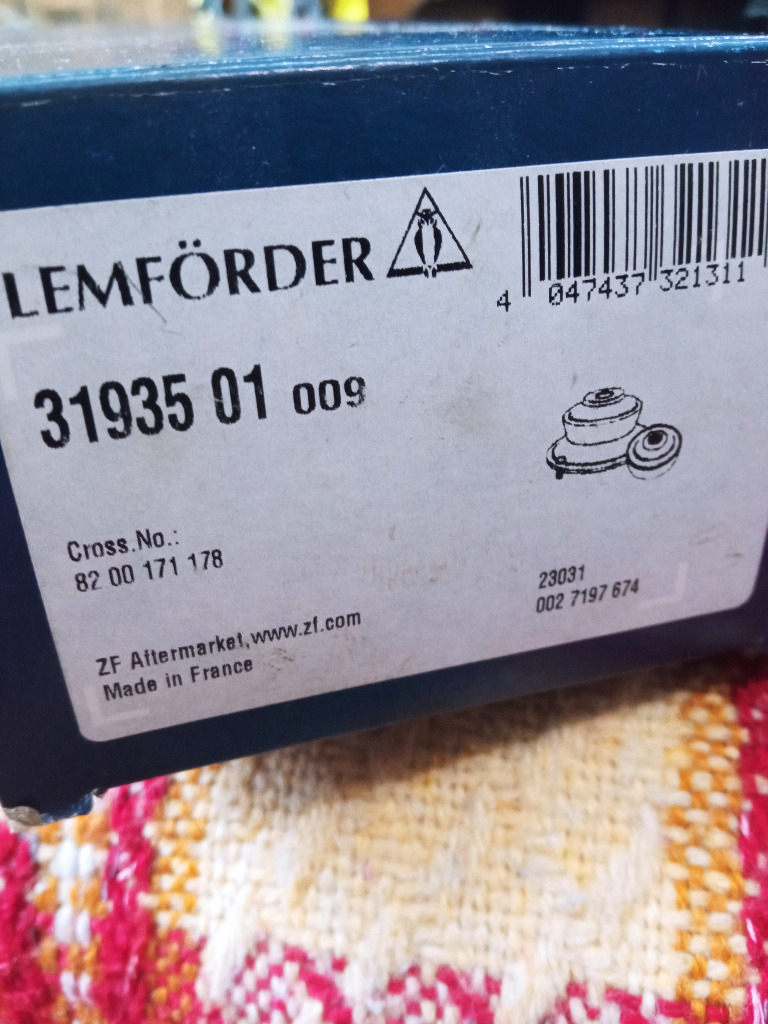 LEMFÖRDER
4 047437 321311
31935 01 009
Cross.No.:
82 00 171 178
23031
002 7197 674
ZF Aftermarket,www.zf.com
Made in France